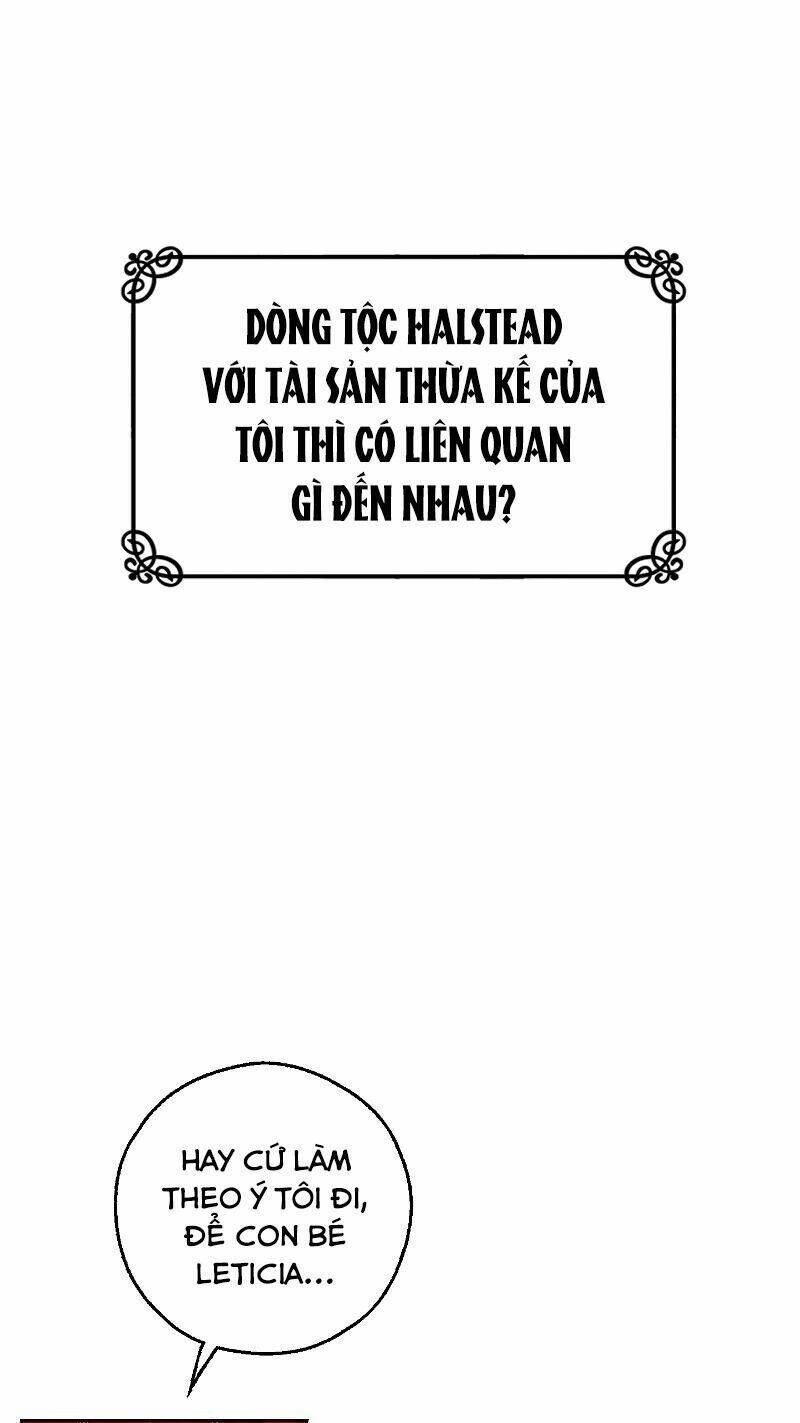 DÒNG TỘC HALSTEAD
VỚI TÀI SẢN THỪA KẾ CỦA
TÔI THÌ CÓ LIÊN QUAN
GÌ ĐẾN NHAU?
HAY CỨ LÀM
THEO Ý TÔI ĐI,
ĐỂ CON BÉ
LETICIA...